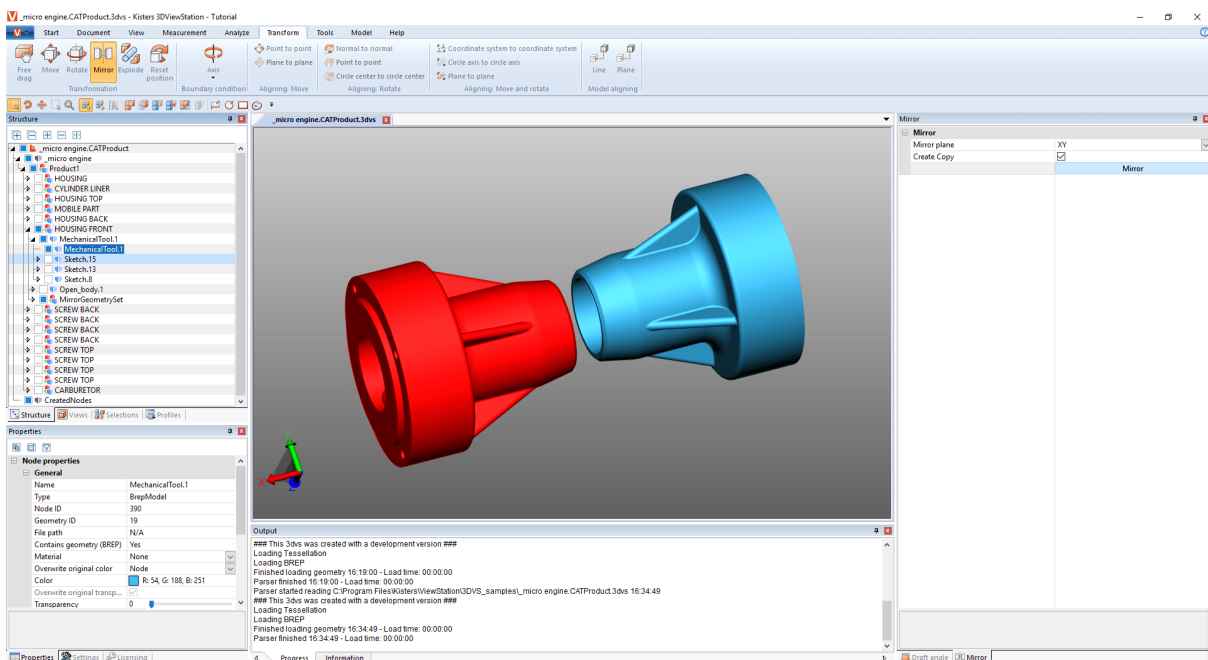 _micro engine.CATProduct.3dvs - Kisters 3DViewStation - Tutorial
Start Document View Measurement Analyze Transform Tools Model Help
Free drag Move Rotate Mirror Explode Reset position
Transformation
Axis
Boundary condition
Point to point
Plane to plane
Aligning: Move
Normal to normal
Point to point
Circle center to circle center
Aligning: Rotate
Coordinate system to coordinate system
Circle axis to circle axis
Plane to plane
Aligning: Move and rotate
Line Plane
Model aligning
Structure
_micro engine.CATProduct
_micro engine
Product1
HOUSING
CYLINDER LINER
HOUSING TOP
MOBILE PART
HOUSING BACK
HOUSING FRONT
MechanicalTool.1
MechanicalTool.1
Sketch.15
Sketch.13
Sketch.8
Open_body.1
MirrorGeometrySet
SCREW BACK
SCREW BACK
SCREW BACK
SCREW BACK
SCREW TOP
SCREW TOP
SCREW TOP
SCREW TOP
CARBURETOR
CreatedNodes
Structure Views Selections Profiles
Properties
Node properties
General
Name MechanicalTool.1
Type BrepModel
Node ID 390
Geometry ID 19
File path N/A
Contains geometry (BREP) Yes
Material None
Overwrite original color Node
Color R: 54, G: 188, B: 251
Overwrite original transp...
Transparency 0
Properties Settings Licensing
_micro engine.CATProduct.3dvs
X
Z
Output
### This 3dvs was created with a development version ###
Loading Tessellation
Loading BREP
Finished loading geometry 16:19:00 - Load time: 00:00:00
Parser finished 16:19:00 - Load time: 00:00:00
Parser started reading C:\Program Files\Kisters\ViewStation\3DVS_samples\_micro engine.CATProduct.3dvs 16:34:49
### This 3dvs was created with a development version ###
Loading Tessellation
Loading BREP
Finished loading geometry 16:34:49 - Load time: 00:00:00
Parser finished 16:34:49 - Load time: 00:00:00
Progress Information
Mirror
Mirror
Mirror plane XY
Create Copy
Mirror
Draft angle Mirror